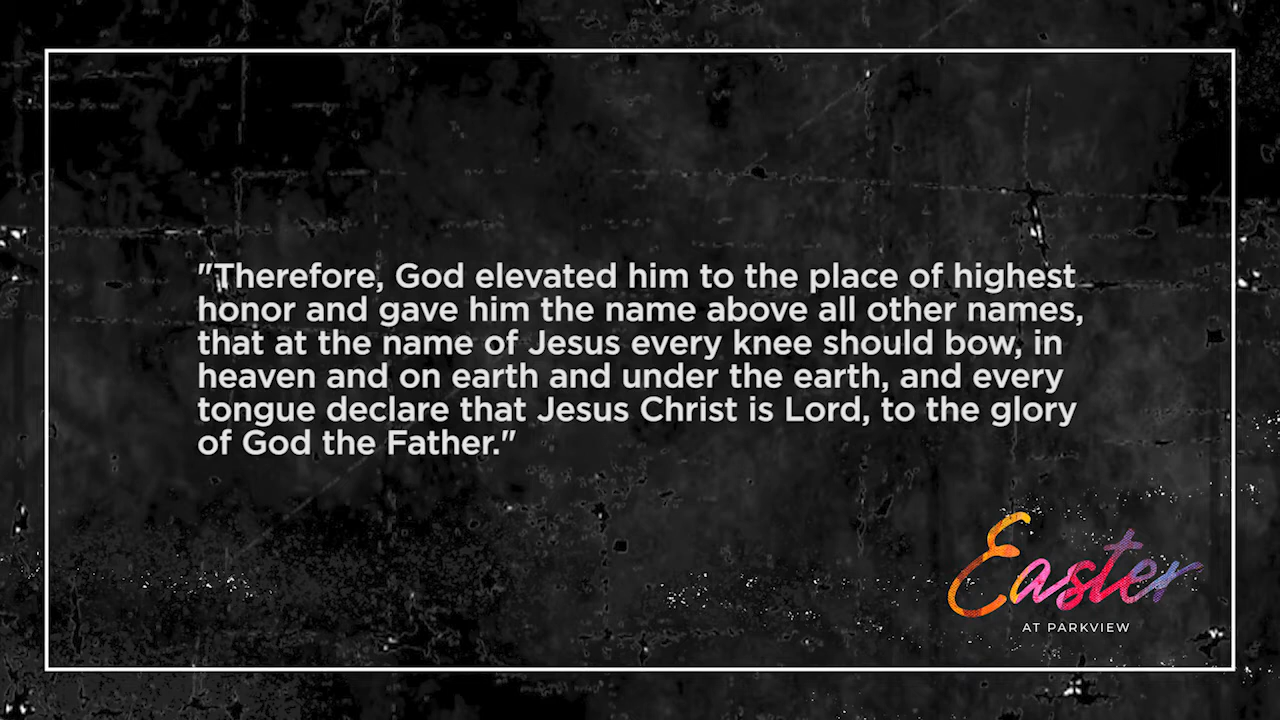 "Therefore, God elevated him to the place of highest
honor and gave him the name above all other names,
that at the name of Jesus every knee should bow, in
heaven and on earth and under the earth, and every
tongue declare that Jesus Christ is Lord, to the glory
of God the Father."
Easter
AT PARKVIEW